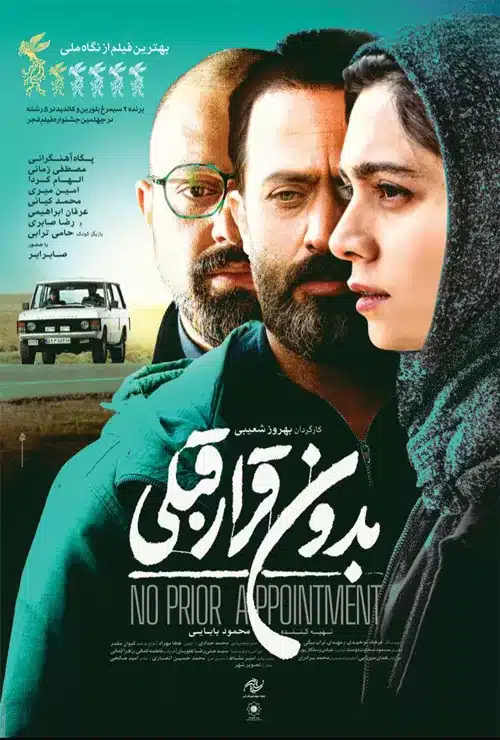 بهترین فیلم از نگاه ملی
برنده ۲ سیمرغ بلورین و کاندید در ۵ رشته
در چهلمین جشنواره فیلم فجر
پگاه آهنگرانی
مصطفی زمانی
الهام کردا
امین میری
محمد کیانی
عرفان ابراهیمی
و رضا صابری
بازیگر کودک حامی ترابی
با حضور
صابر ابر
کارگردان بهروز شعیبی
بدون قرار قبلی
NO PRIOR APPOINTMENT
تهیه کننده محمود بابایی